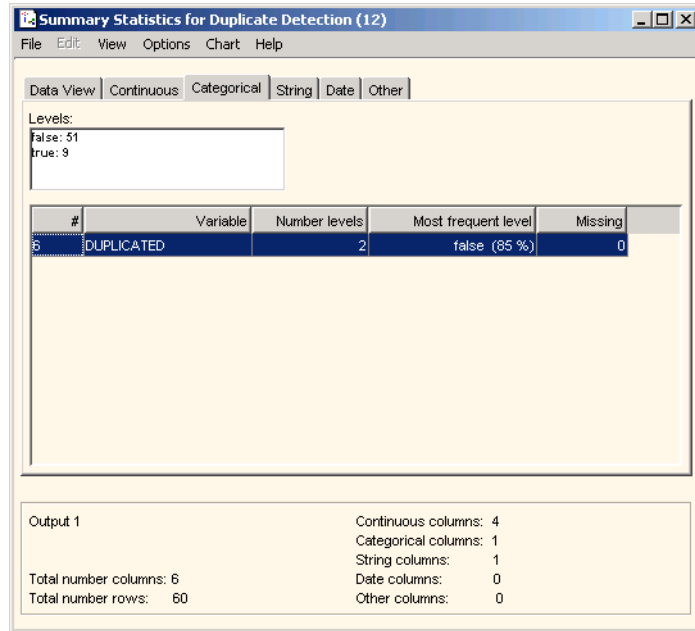 Summary Statistics for Duplicate Detection (12)
File Edit View Options Chart Help
Data View Continuous Categorical String Date Other
Levels:
false: 51
true: 9
# Variable Number levels Most frequent level Missing
6 DUPLICATED 2 false (85 %) 0
Output 1
Continuous columns: 4
Categorical columns: 1
String columns: 1
Total number columns: 6 Date columns: 0
Total number rows: 60 Other columns: 0